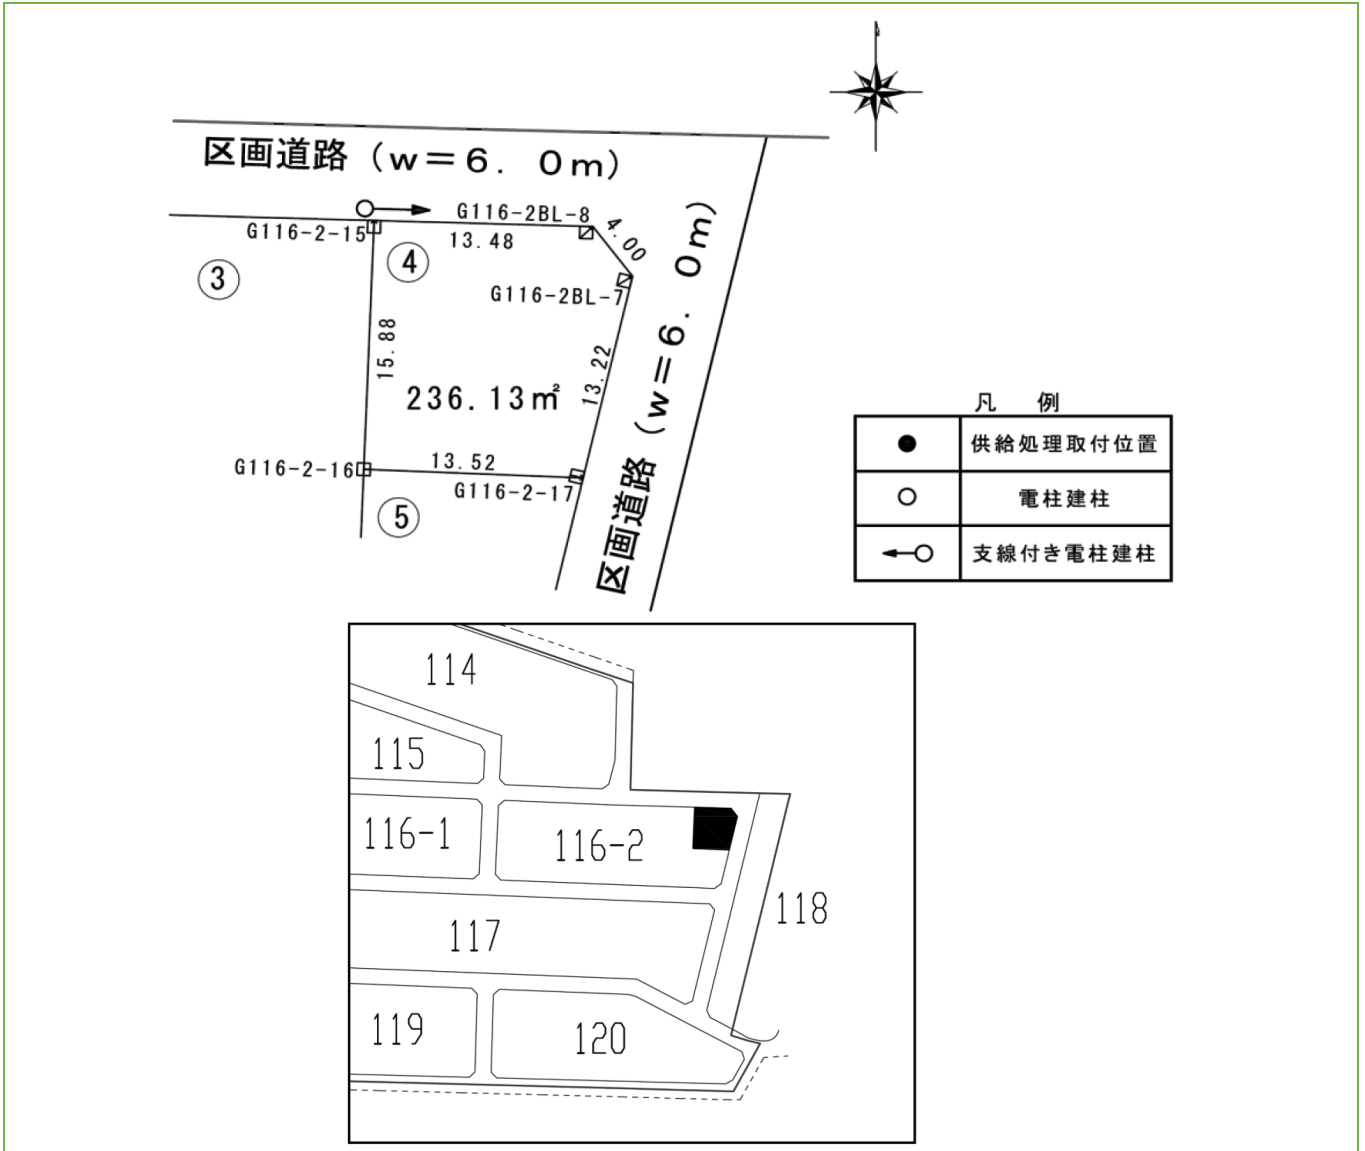 区画道路（w＝6．0m）
G116-2BL-8
4.00
G116-2-15
13.48
④
③
G116-2BL-7
区画道路（w＝6．0m）
15.88
13.22
236.13㎡
G116-2-16
13.52
G116-2-17
⑤
凡　例
供給処理取付位置
電柱建柱
支線付き電柱建柱
114
115
116-1
116-2
118
117
119
120